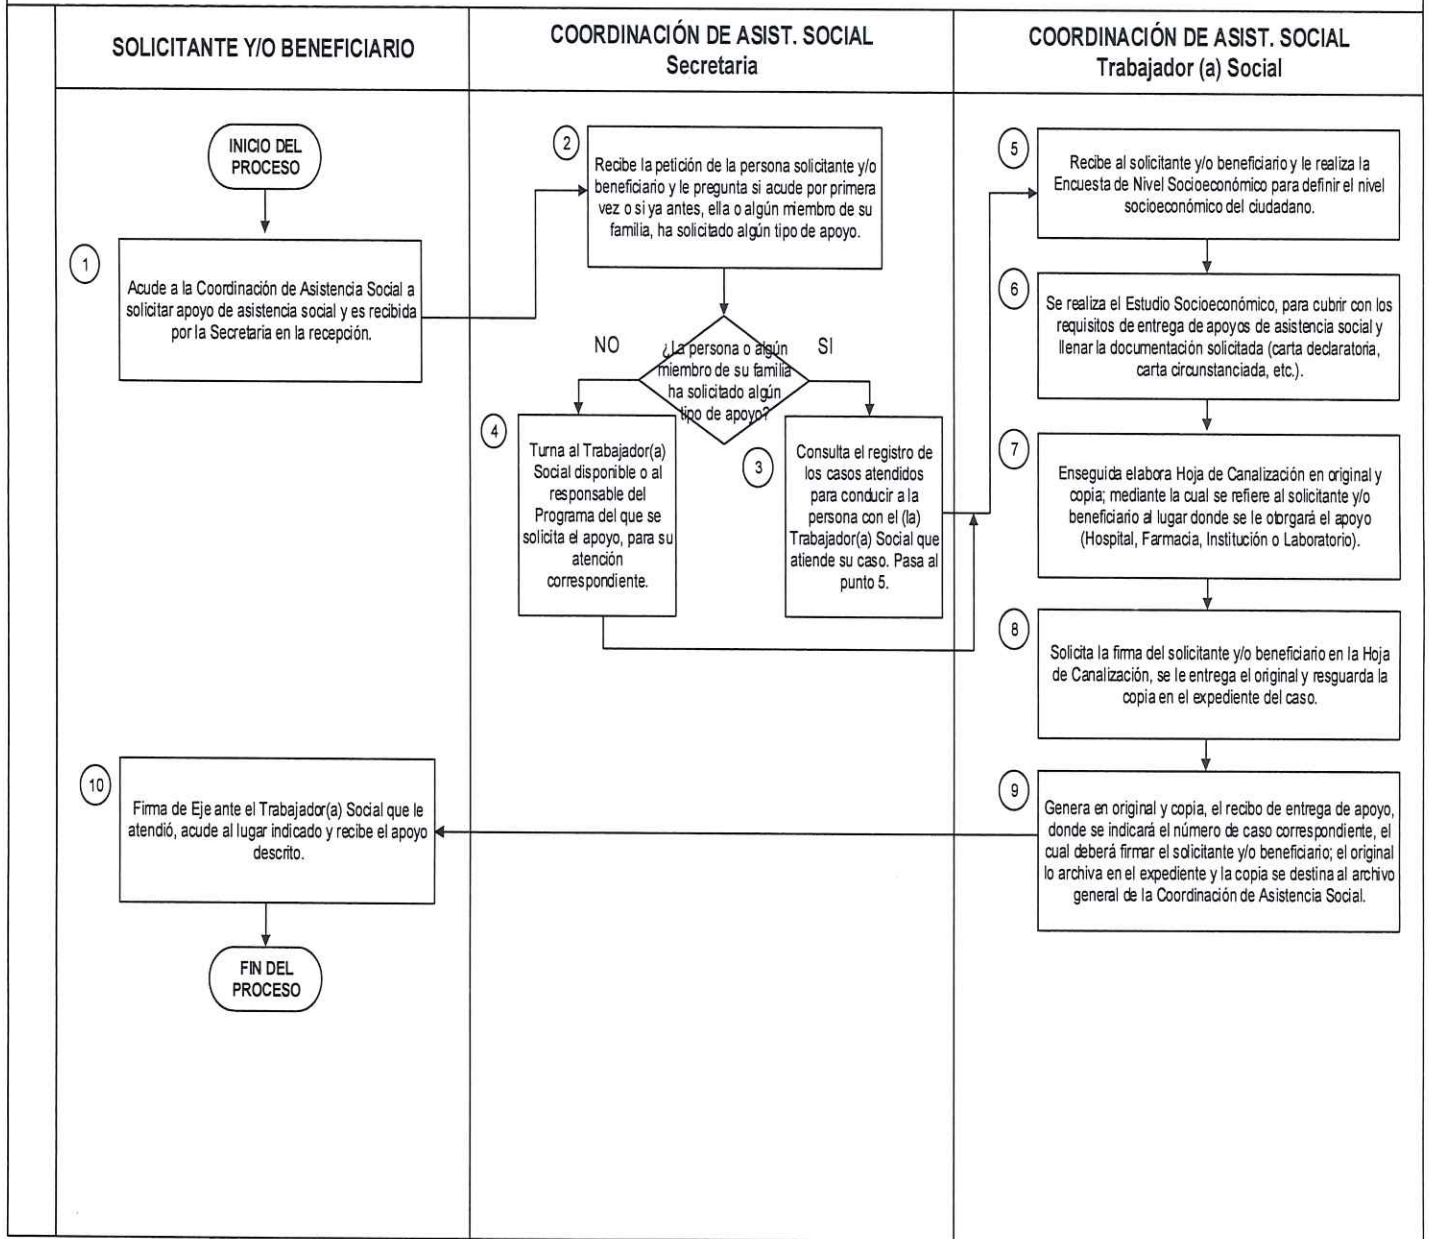 SOLICITANTE Y/O BENEFICIARIO
COORDINACIÓN DE ASIST. SOCIAL
Secretaria
COORDINACIÓN DE ASIST. SOCIAL
Trabajador (a) Social
INICIO DEL
PROCESO
1
Acude a la Coordinación de Asistencia Social a
solicitar apoyo de asistencia social y es recibida
por la Secretaria en la recepción.
2
Recibe la petición de la persona solicitante y/o
beneficiario y le pregunta si acude por primera
vez o si ya antes, ella o algún miembro de su
familia, ha solicitado algún tipo de apoyo.
NO
¿La persona o algún
miembro de su familia
ha solicitado algún
tipo de apoyo?
SI
4
Turna al Trabajador(a)
Social disponible o al
responsable del
Programa del que se
solicita el apoyo, para su
atención
correspondiente.
3
Consulta el registro de
los casos atendidos
para conducir a la
persona con el (la)
Trabajador(a) Social que
atiende su caso. Pasa al
punto 5.
5
Recibe al solicitante y/o beneficiario y le realiza la
Encuesta de Nivel Socioeconómico para definir el nivel
socioeconómico del ciudadano.
6
Se realiza el Estudio Socioeconómico, para cubrir con los
requisitos de entrega de apoyos de asistencia social y
llenar la documentación solicitada (carta declaratoria,
carta circunstanciada, etc.).
7
Enseguida elabora Hoja de Canalización en original y
copia; mediante la cual se refiere al solicitante y/o
beneficiario al lugar donde se le otorgará el apoyo
(Hospital, Farmacia, Institución o Laboratorio).
8
Solicita la firma del solicitante y/o beneficiario en la Hoja
de Canalización, se le entrega el original y resguarda la
copia en el expediente del caso.
9
Genera en original y copia, el recibo de entrega de apoyo,
donde se indicará el número de caso correspondiente, el
cual deberá firmar el solicitante y/o beneficiario; el original
lo archiva en el expediente y la copia se destina al archivo
general de la Coordinación de Asistencia Social.
10
Firma de Eje ante el Trabajador(a) Social que le
atendió, acude al lugar indicado y recibe el apoyo
descrito.
FIN DEL
PROCESO